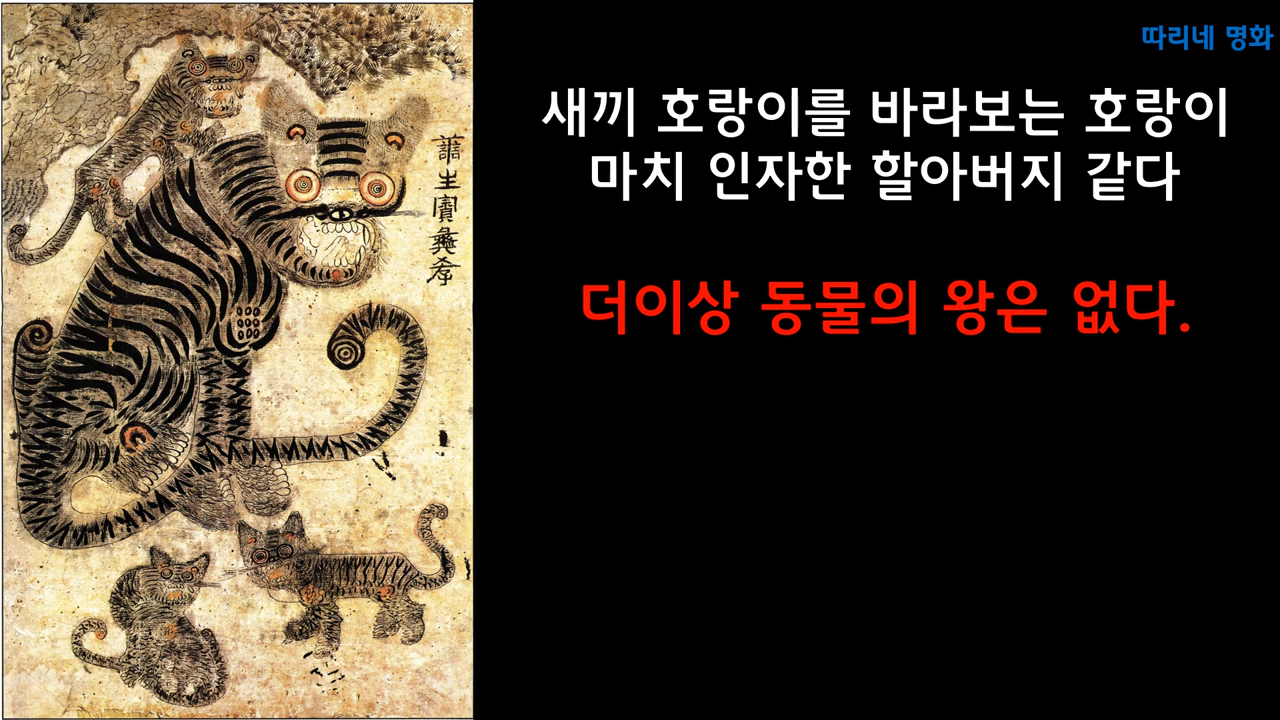 따리네 명화
새끼 호랑이를 바라보는 호랑이
마치 인자한 할아버지 같다
더이상 동물의 왕은 없다.